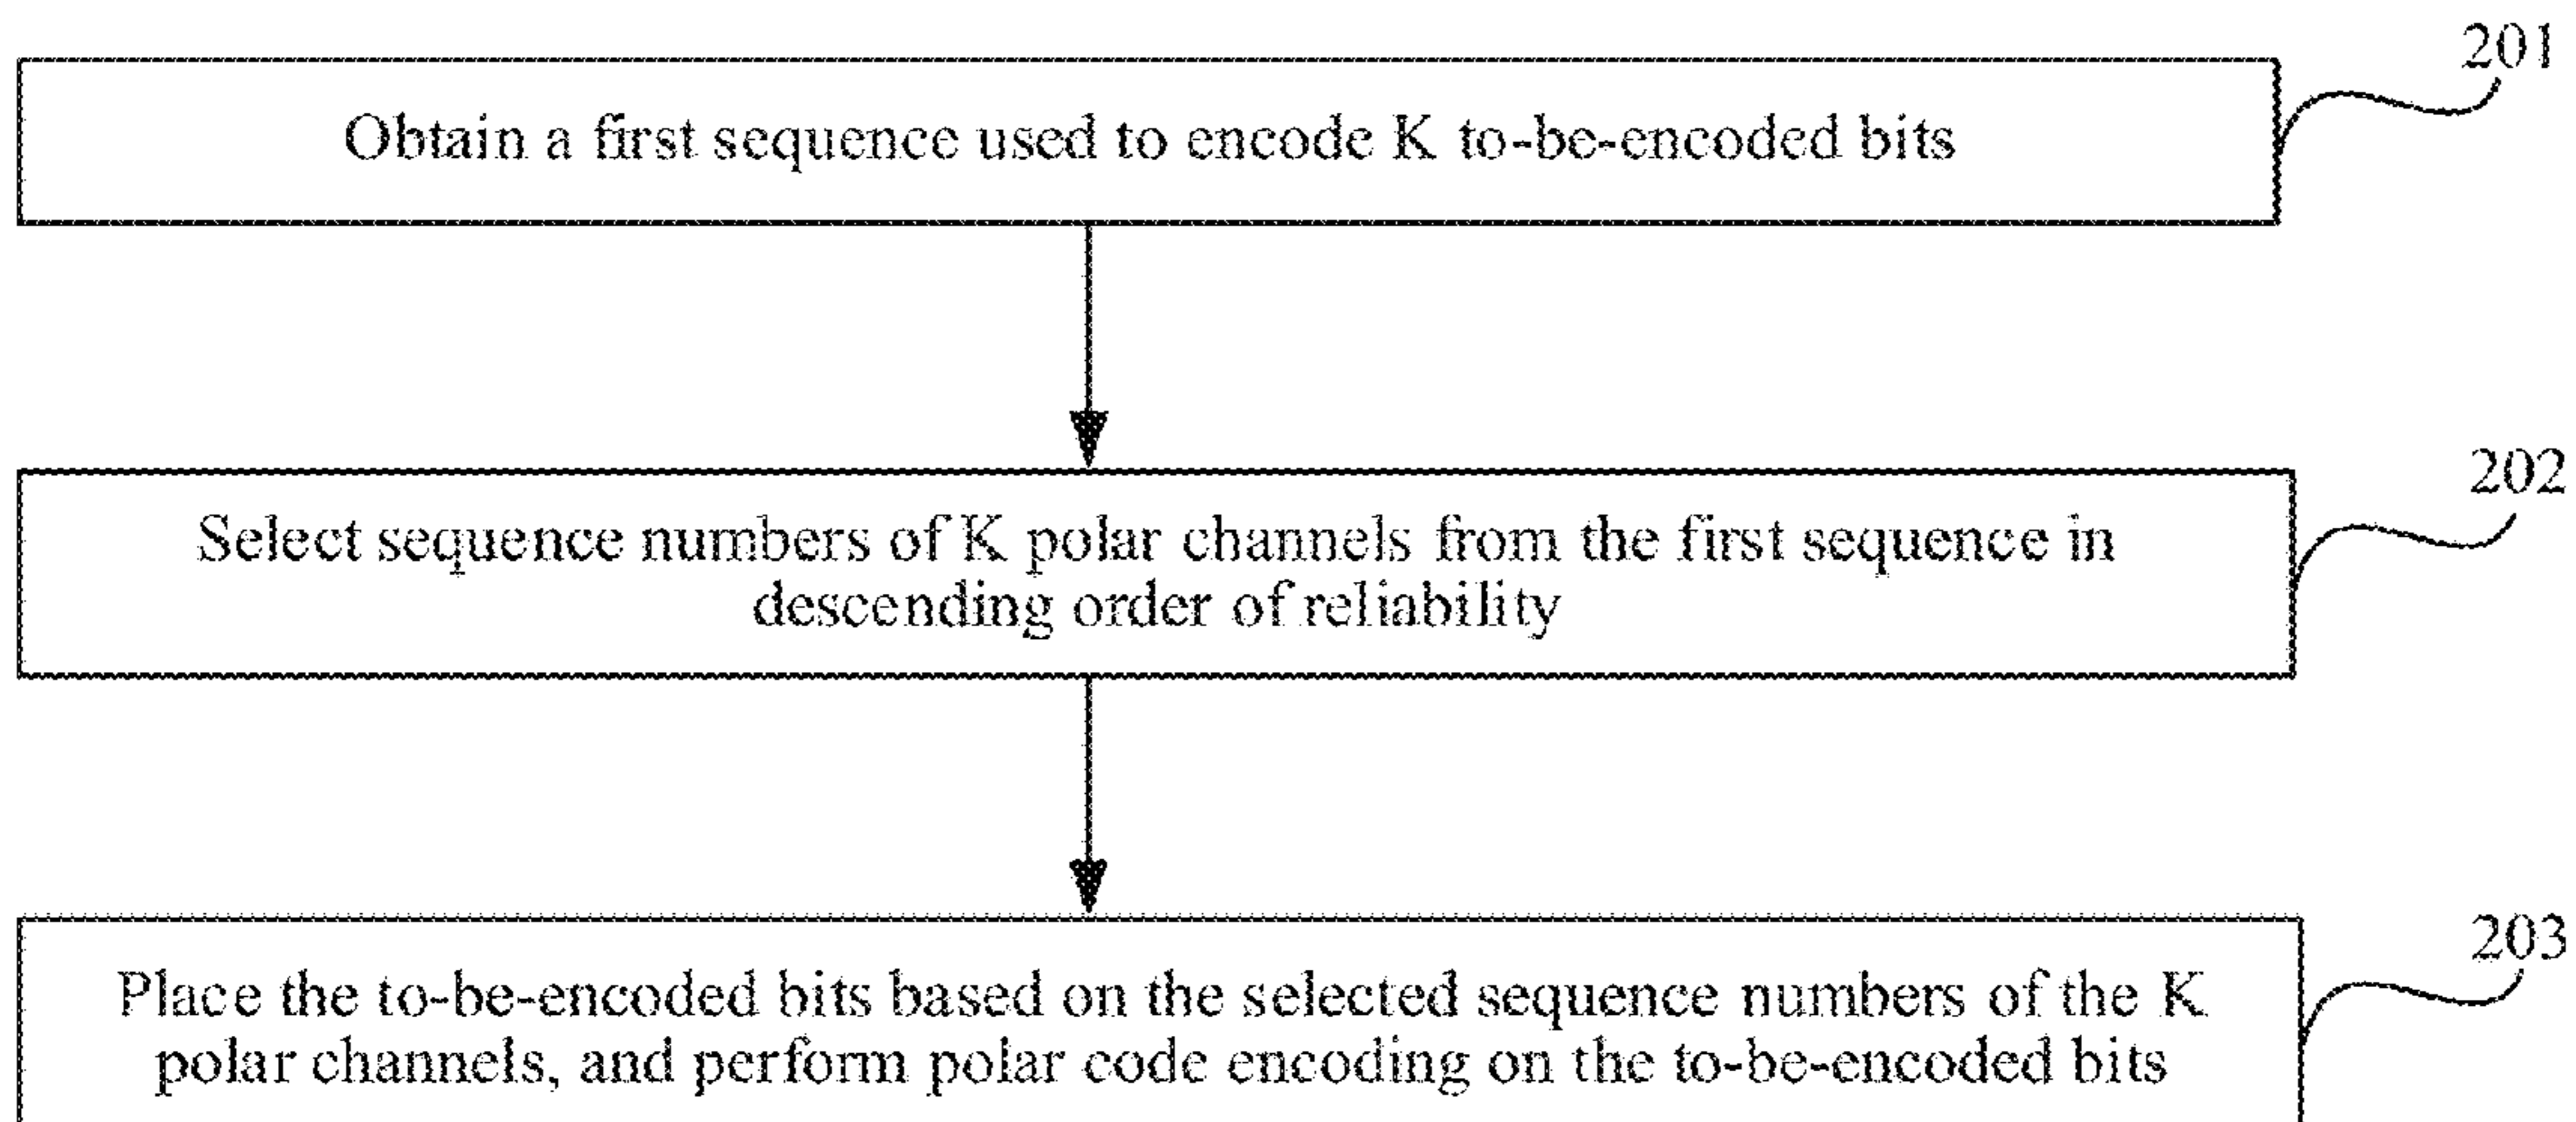 201
Obtain a first sequence used to encode K to-be-encoded bits
202
Select sequence numbers of K polar channels from the first sequence in
descending order of reliability
203
Place the to-be-encoded bits based on the selected sequence numbers of the K
polar channels, and perform polar code encoding on the to-be-encoded bits